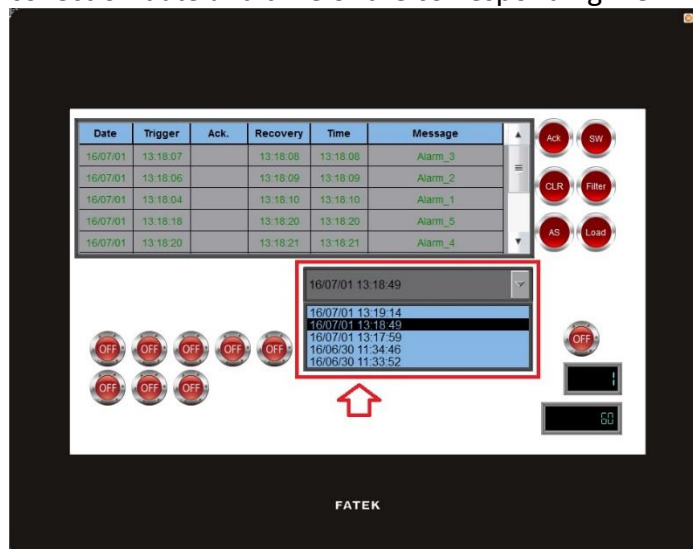 date and time of the corresponding
Date Trigger Ack. Recovery Time Message
16/07/01 13:18:07 13:18:08 13:18:08 Alarm_3
16/07/01 13:18:06 13:18:09 13:18:09 Alarm_2
16/07/01 13:18:04 13:18:10 13:18:10 Alarm_1
16/07/01 13:18:18 13:18:20 13:18:20 Alarm_5
16/07/01 13:18:20 13:18:21 13:18:21 Alarm_4
Ack SW
CLR Filter
AS Load
16/07/01 13:18:49
16/07/01 13:19:14
16/07/01 13:18:49
16/07/01 13:17:59
16/06/30 11:34:46
16/06/30 11:33:52
OFF OFF OFF OFF OFF
OFF OFF OFF
OFF
1
60
FATEK